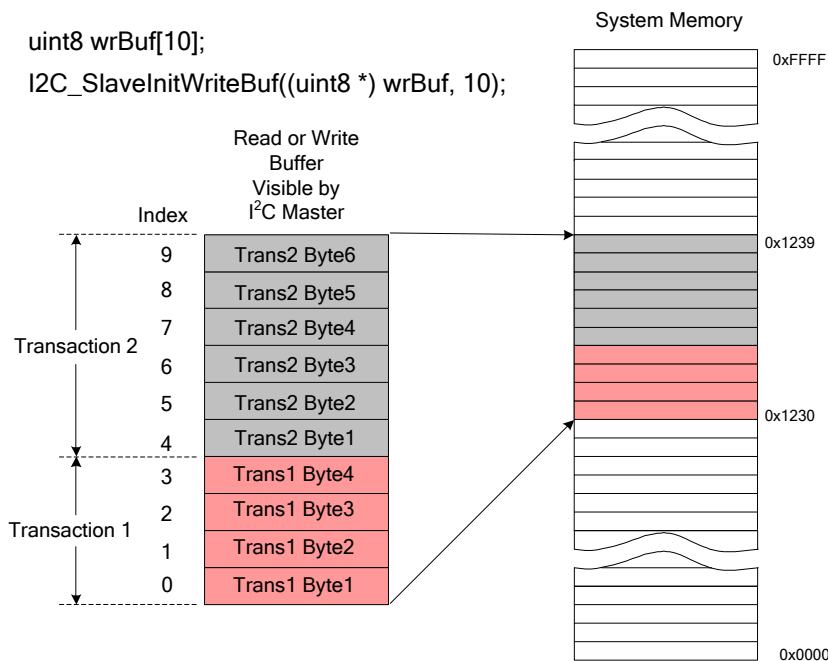 uint8 wrBuf[10];
I2C_SlaveInitWriteBuf((uint8 *) wrBuf, 10);
System Memory
0xFFFF
Read or Write
Buffer
Visible by
I²C Master
Index
9
Trans2 Byte6
8
Trans2 Byte5
7
Trans2 Byte4
Transaction 2
6
Trans2 Byte3
5
Trans2 Byte2
4
Trans2 Byte1
3
Trans1 Byte4
2
Trans1 Byte3
Transaction 1
1
Trans1 Byte2
0
Trans1 Byte1
0x1239
0x1230
0x0000